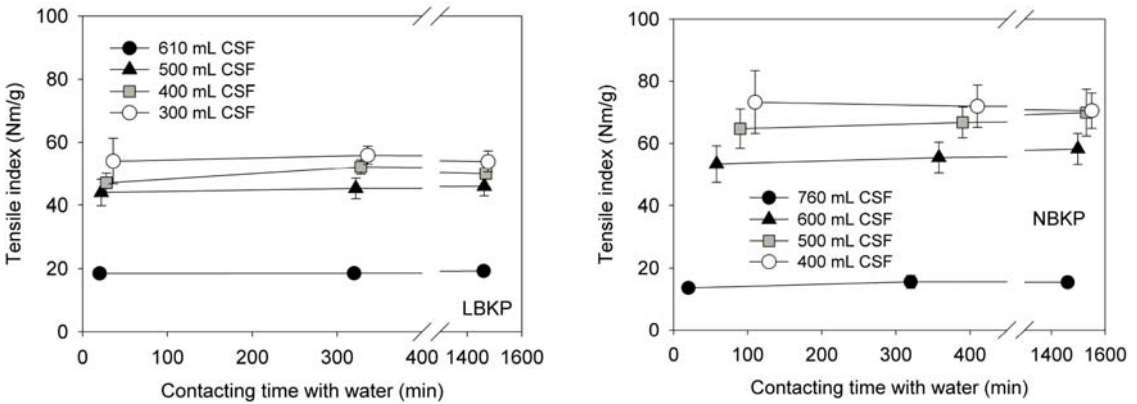 100
80
60
40
20
0
Tensile index (Nm/g)
610 mL CSF
500 mL CSF
400 mL CSF
300 mL CSF
LBKP
0 100 200 300 400 1400 1600
Contacting time with water (min)
100
80
60
40
20
0
Tensile index (Nm/g)
760 mL CSF
600 mL CSF
500 mL CSF
400 mL CSF
NBKP
0 100 200 300 400 1400 1600
Contacting time with water (min)